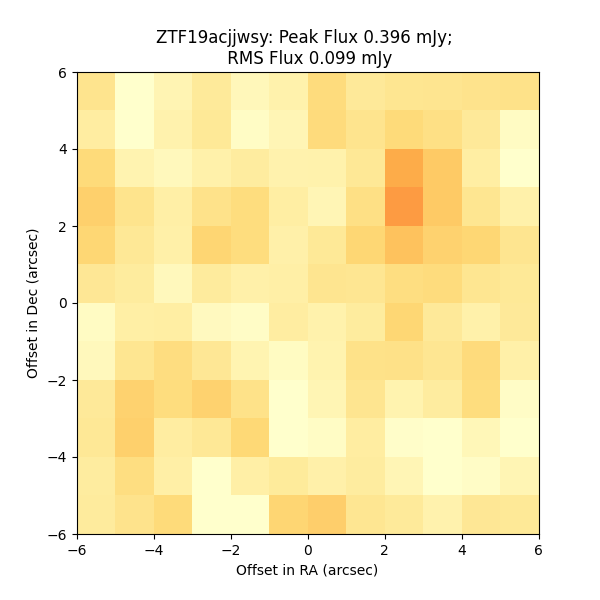 ZTF19acjjwsy: Peak Flux 0.396 mJy;
RMS Flux 0.099 mJy
6
4
2
0
−2
−4
−6
Offset in Dec (arcsec)
−6 −4 −2 0 2 4 6
Offset in RA (arcsec)